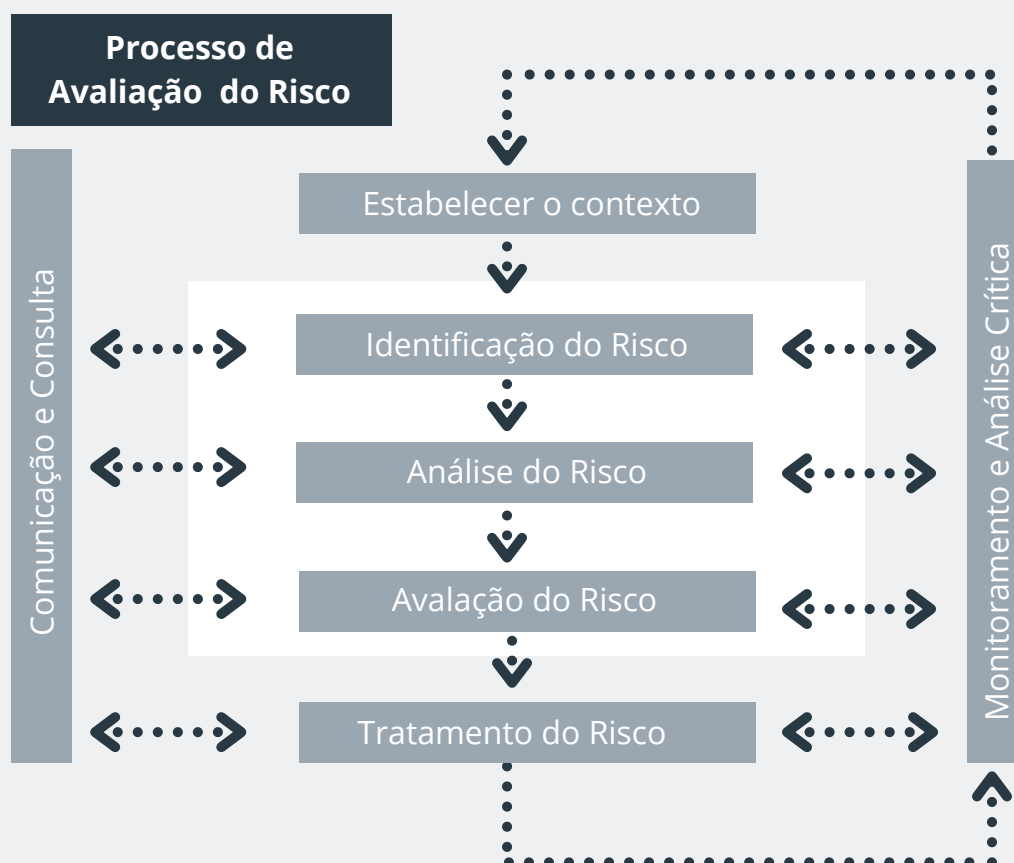 Processo de
Avaliação do Risco
Estabelecer o contexto
Comunicação e Consulta
Identificação do Risco
Análise do Risco
Avalação do Risco
Tratamento do Risco
Monitoramento e Análise Crítica